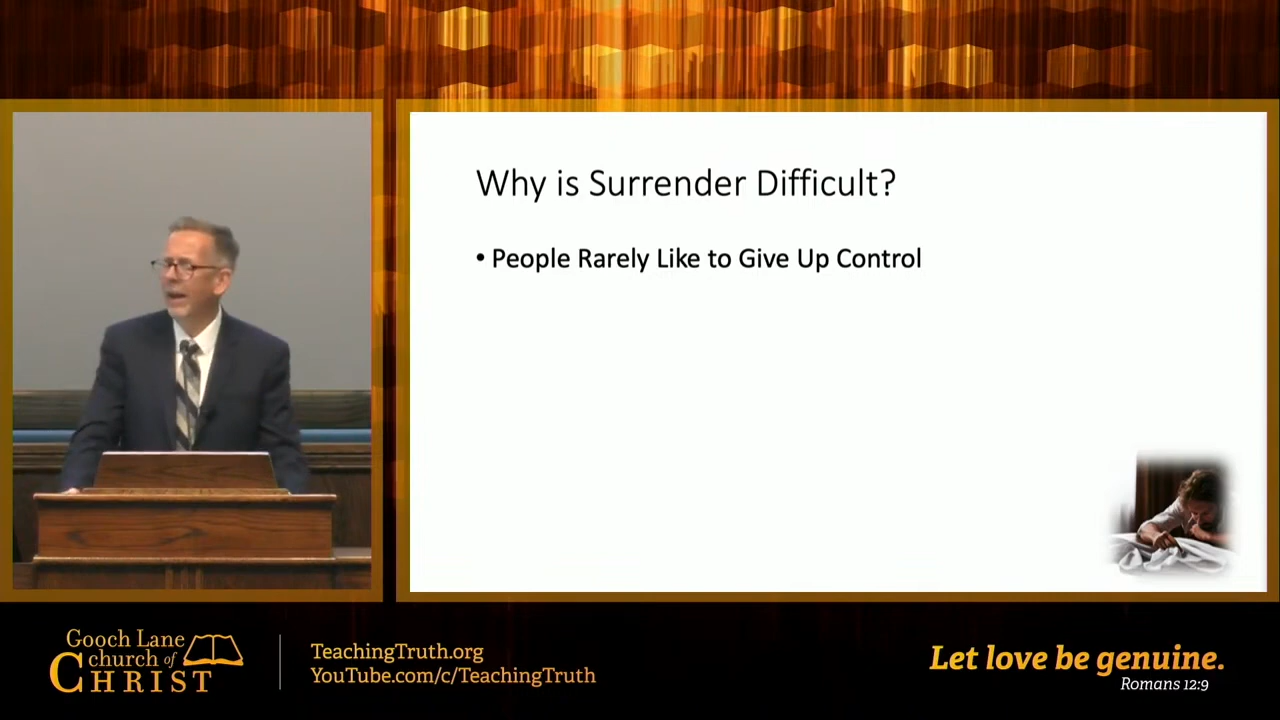 Why is Surrender Difficult?
• People Rarely Like to Give Up Control
Gooch Lane
church of
CHRIST
TeachingTruth.org
YouTube.com/c/TeachingTruth
Let love be genuine.
Romans 12:9